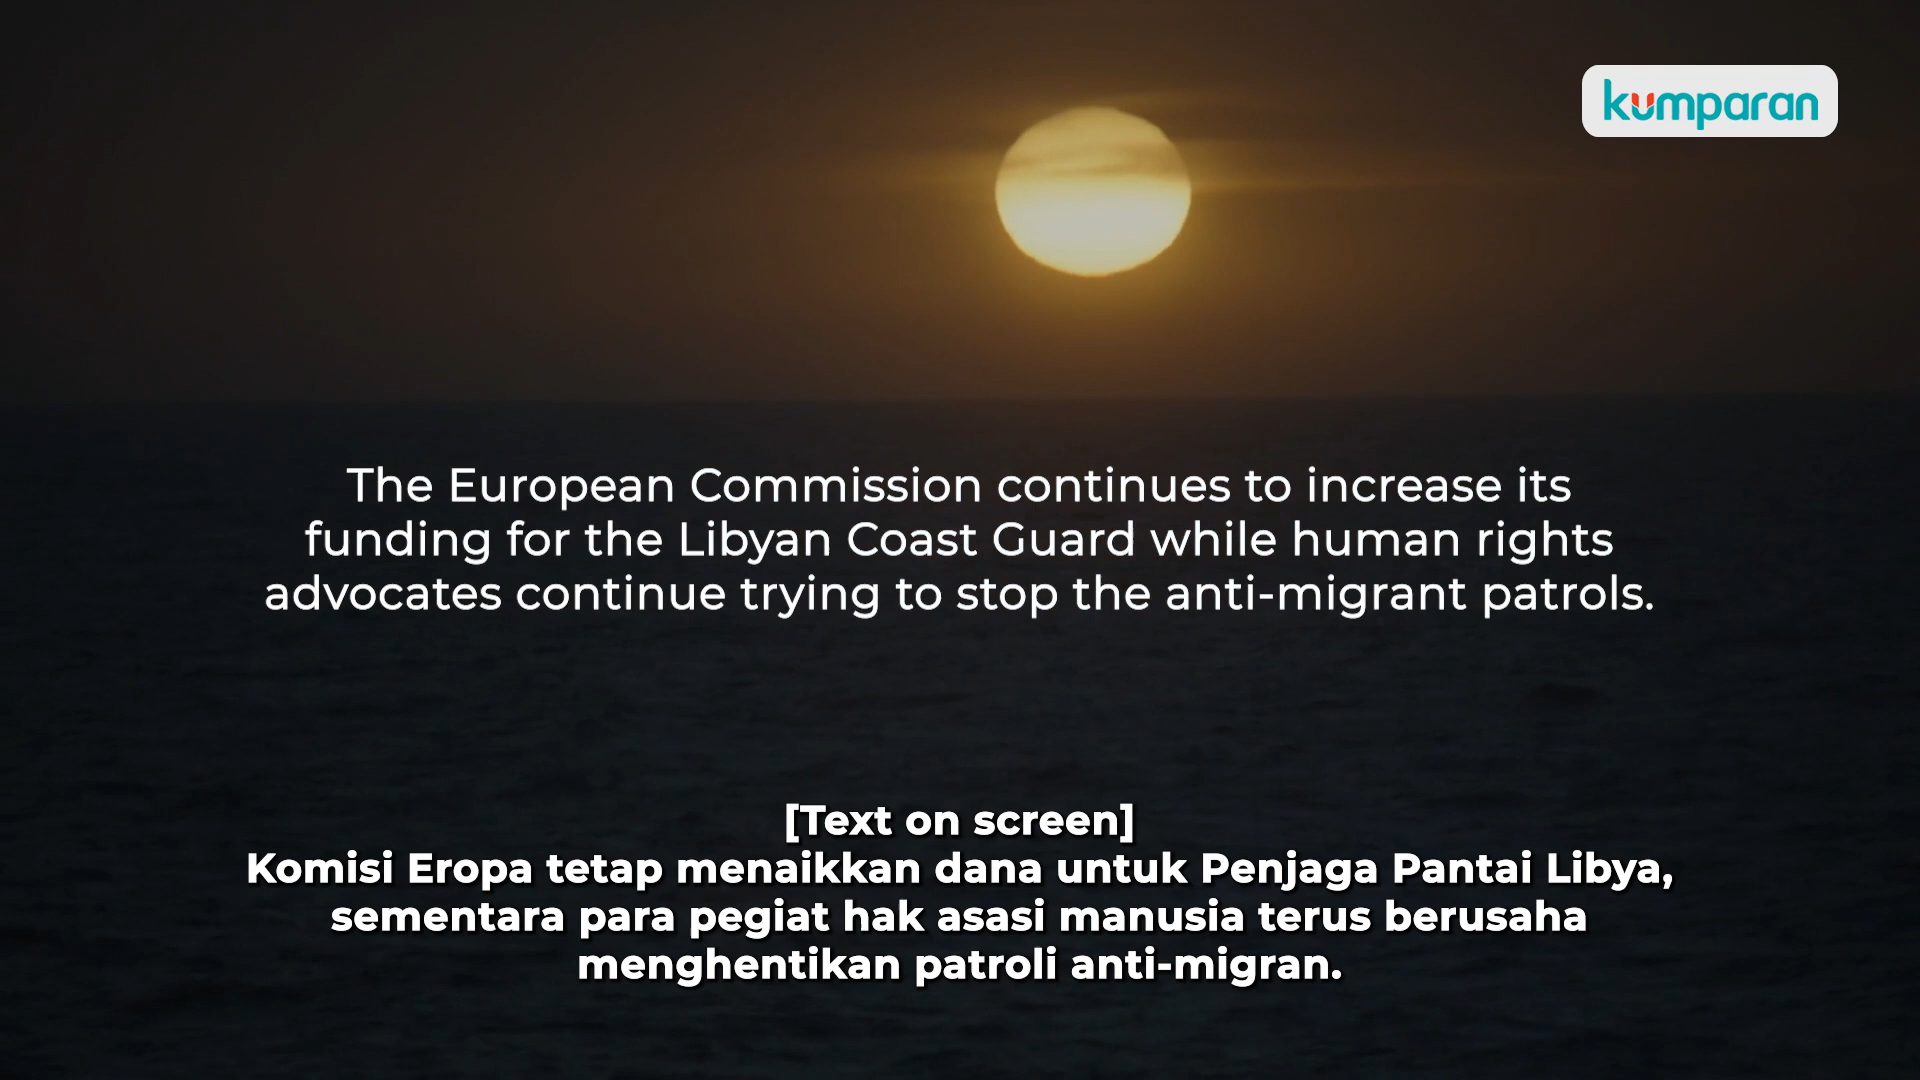 kumparan
The European Commission continues to increase its
funding for the Libyan Coast Guard while human rights
advocates continue trying to stop the anti-migrant patrols.
[Text on screen]
Komisi Eropa tetap menaikkan dana untuk Penjaga Pantai Libya,
sementara para pegiat hak asasi manusia terus berusaha
menghentikan patroli anti-migran.